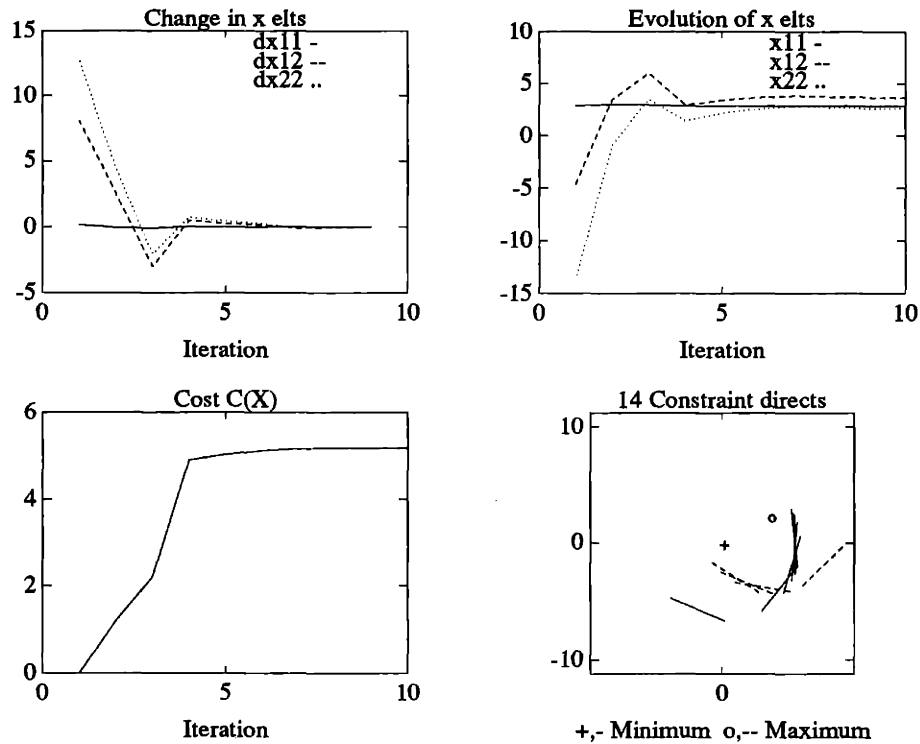 Change in x elts
dx11 -
dx12 --
dx22 ..
15
10
5
0
-5
0
5
10
Iteration
Evolution of x elts
x11 -
x12 --
x22 ..
10
5
0
-5
-10
-15
0
5
10
Iteration
Cost C(X)
6
4
2
0
0
5
10
Iteration
14 Constraint directs
10
0
-10
0
+,- Minimum o,-- Maximum